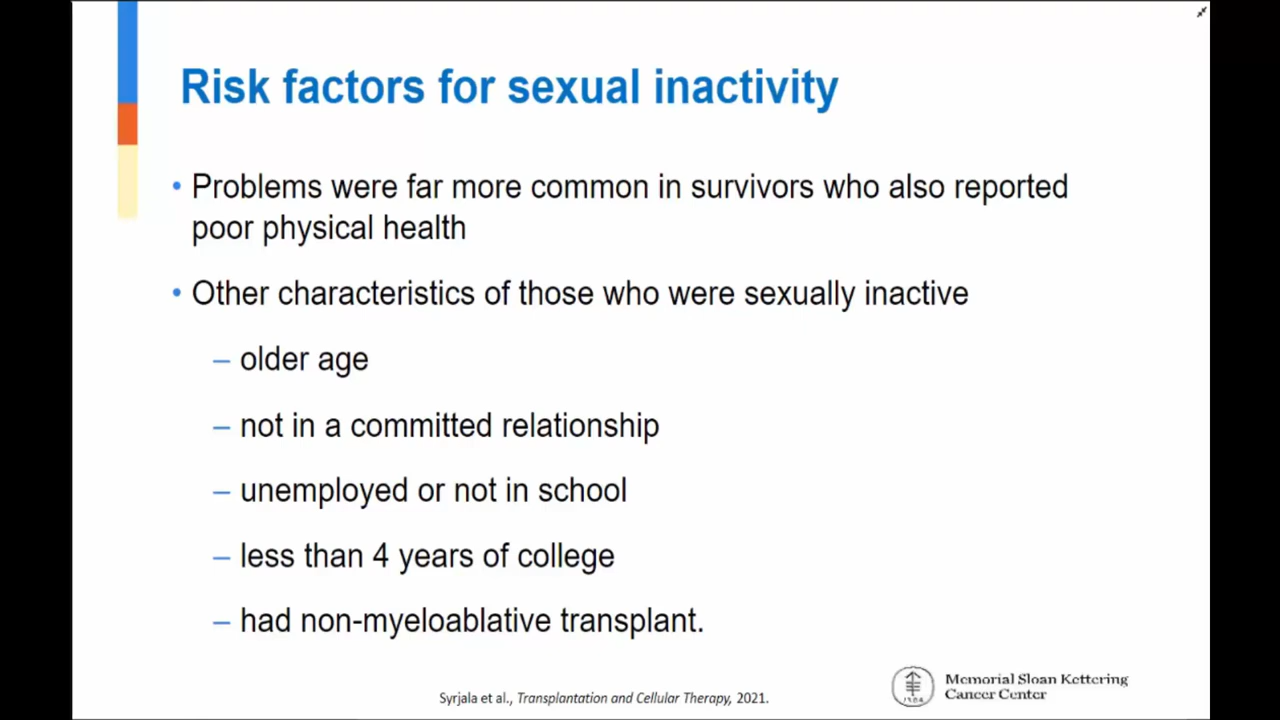 Risk factors for sexual inactivity
• Problems were far more common in survivors who also reported
poor physical health
• Other characteristics of those who were sexually inactive
– older age
– not in a committed relationship
– unemployed or not in school
– less than 4 years of college
– had non-myeloablative transplant.
Syrjala et al., Transplantation and Cellular Therapy, 2021.
Memorial Sloan Kettering
Cancer Center